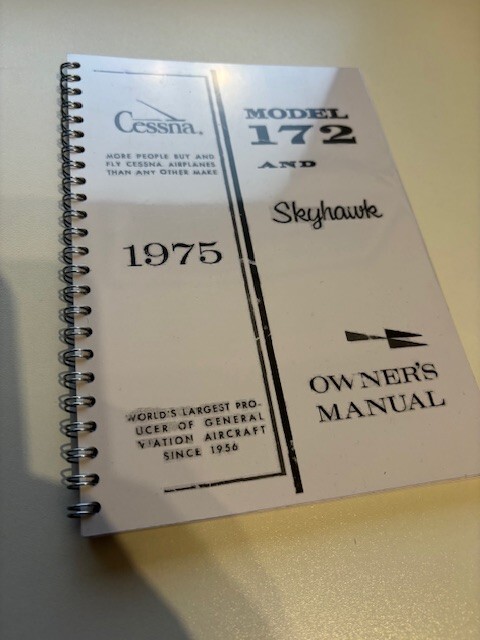 Cessna.
MORE PEOPLE BUY AND
FLY CESSNA AIRPLANES
THAN ANY OTHER MAKE
1975
WORLD'S LARGEST PRO-
UCER OF GENERAL
VIATION AIRCRAFT
SINCE 1956
MODEL
172
AND
Skyhawk
OWNER'S
MANUAL